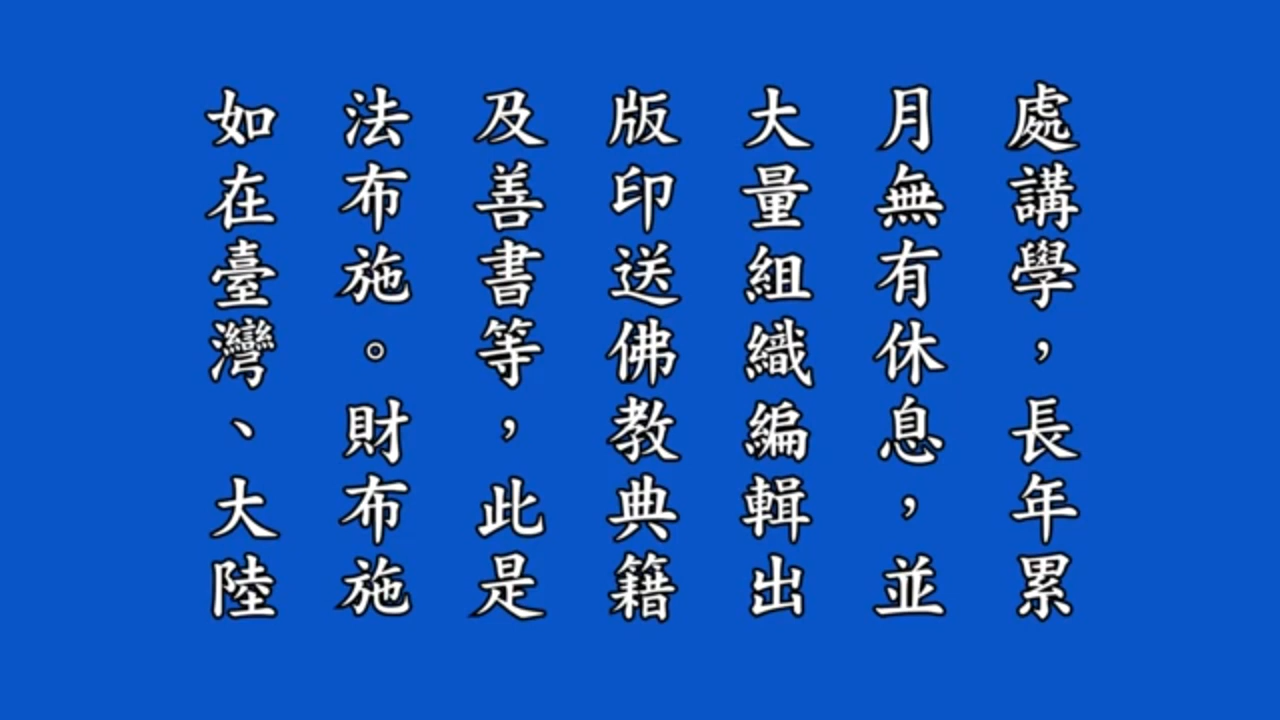 處講學，長年累
月無有休息，並
大量組織編輯出
版印送佛教典籍
及善書等，此是
法布施。財布施
如在臺灣、大陸